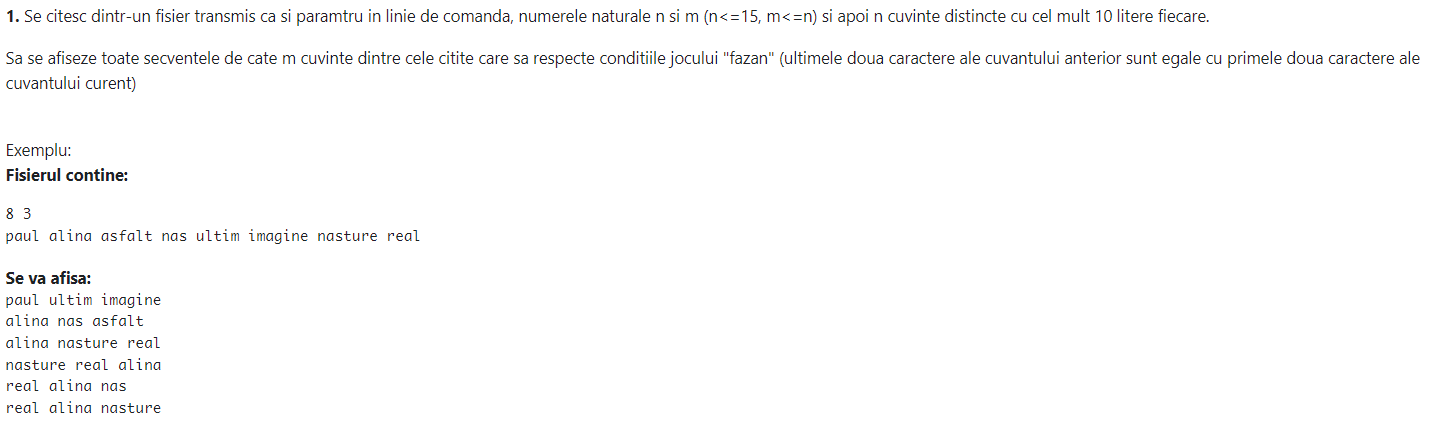 1. Se citesc dintr-un fisier transmis ca si paramtru in linie de comanda, numerele naturale n si m (n<=15, m<=n) si apoi n cuvinte distincte cu cel mult 10 litere fiecare.
Sa se afiseze toate secventele de cate m cuvinte dintre cele citite care sa respecte conditiile jocului "fazan" (ultimele doua caractere ale cuvantului anterior sunt egale cu primele doua caractere ale
cuvantului curent)
Exemplu:
Fisierul contine:
8 3
paul alina asfalt nas ultim imagine nasture real
Se va afisa:
paul ultim imagine
alina nas asfalt
alina nasture real
nasture real alina
real alina nas
real alina nasture